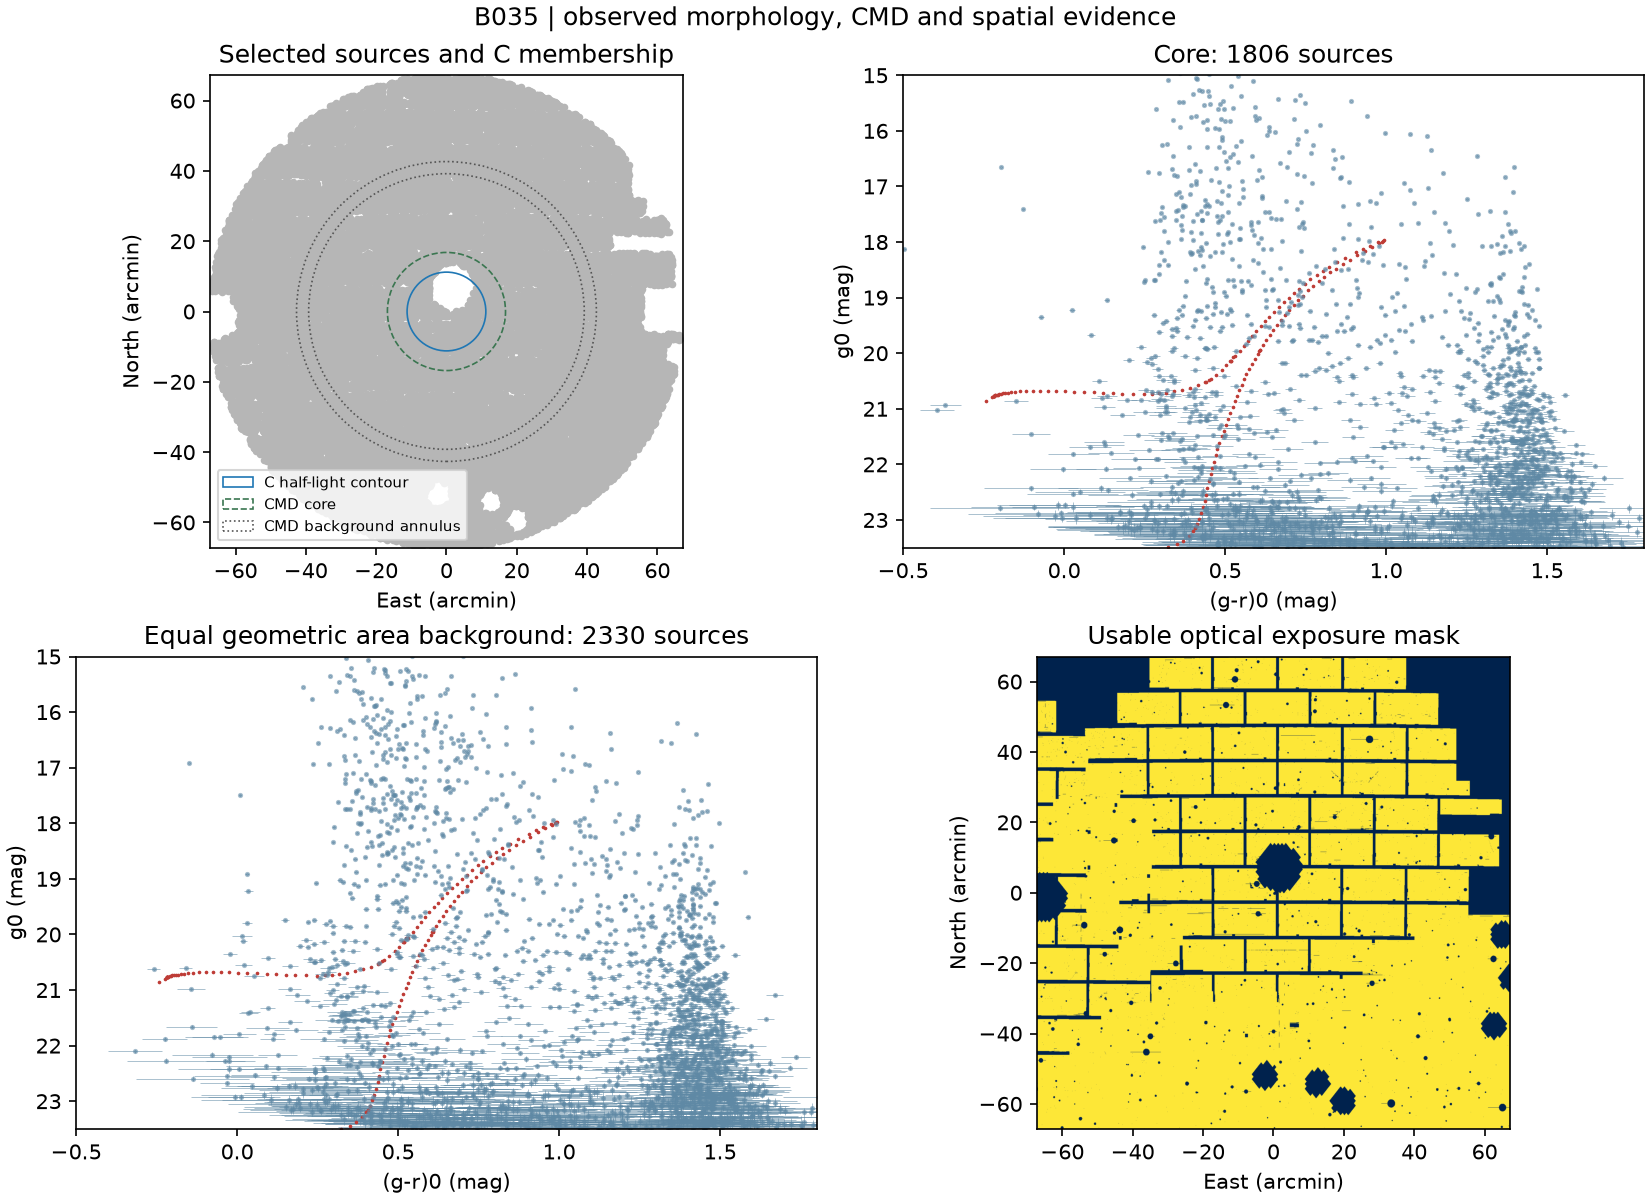 B035 | observed morphology, CMD and spatial evidence
Selected sources and C membership
60
40
20
0
−20
−40
−60
North (arcmin)
C half-light contour
CMD core
CMD background annulus
−60 −40 −20 0 20 40 60
East (arcmin)
Core: 1806 sources
15
16
17
18
19
20
21
22
23
g0 (mag)
−0.5 0.0 0.5 1.0 1.5
(g-r)0 (mag)
Equal geometric area background: 2330 sources
15
16
17
18
19
20
21
22
23
g0 (mag)
−0.5 0.0 0.5 1.0 1.5
(g-r)0 (mag)
Usable optical exposure mask
60
40
20
0
−20
−40
−60
North (arcmin)
−60 −40 −20 0 20 40 60
East (arcmin)